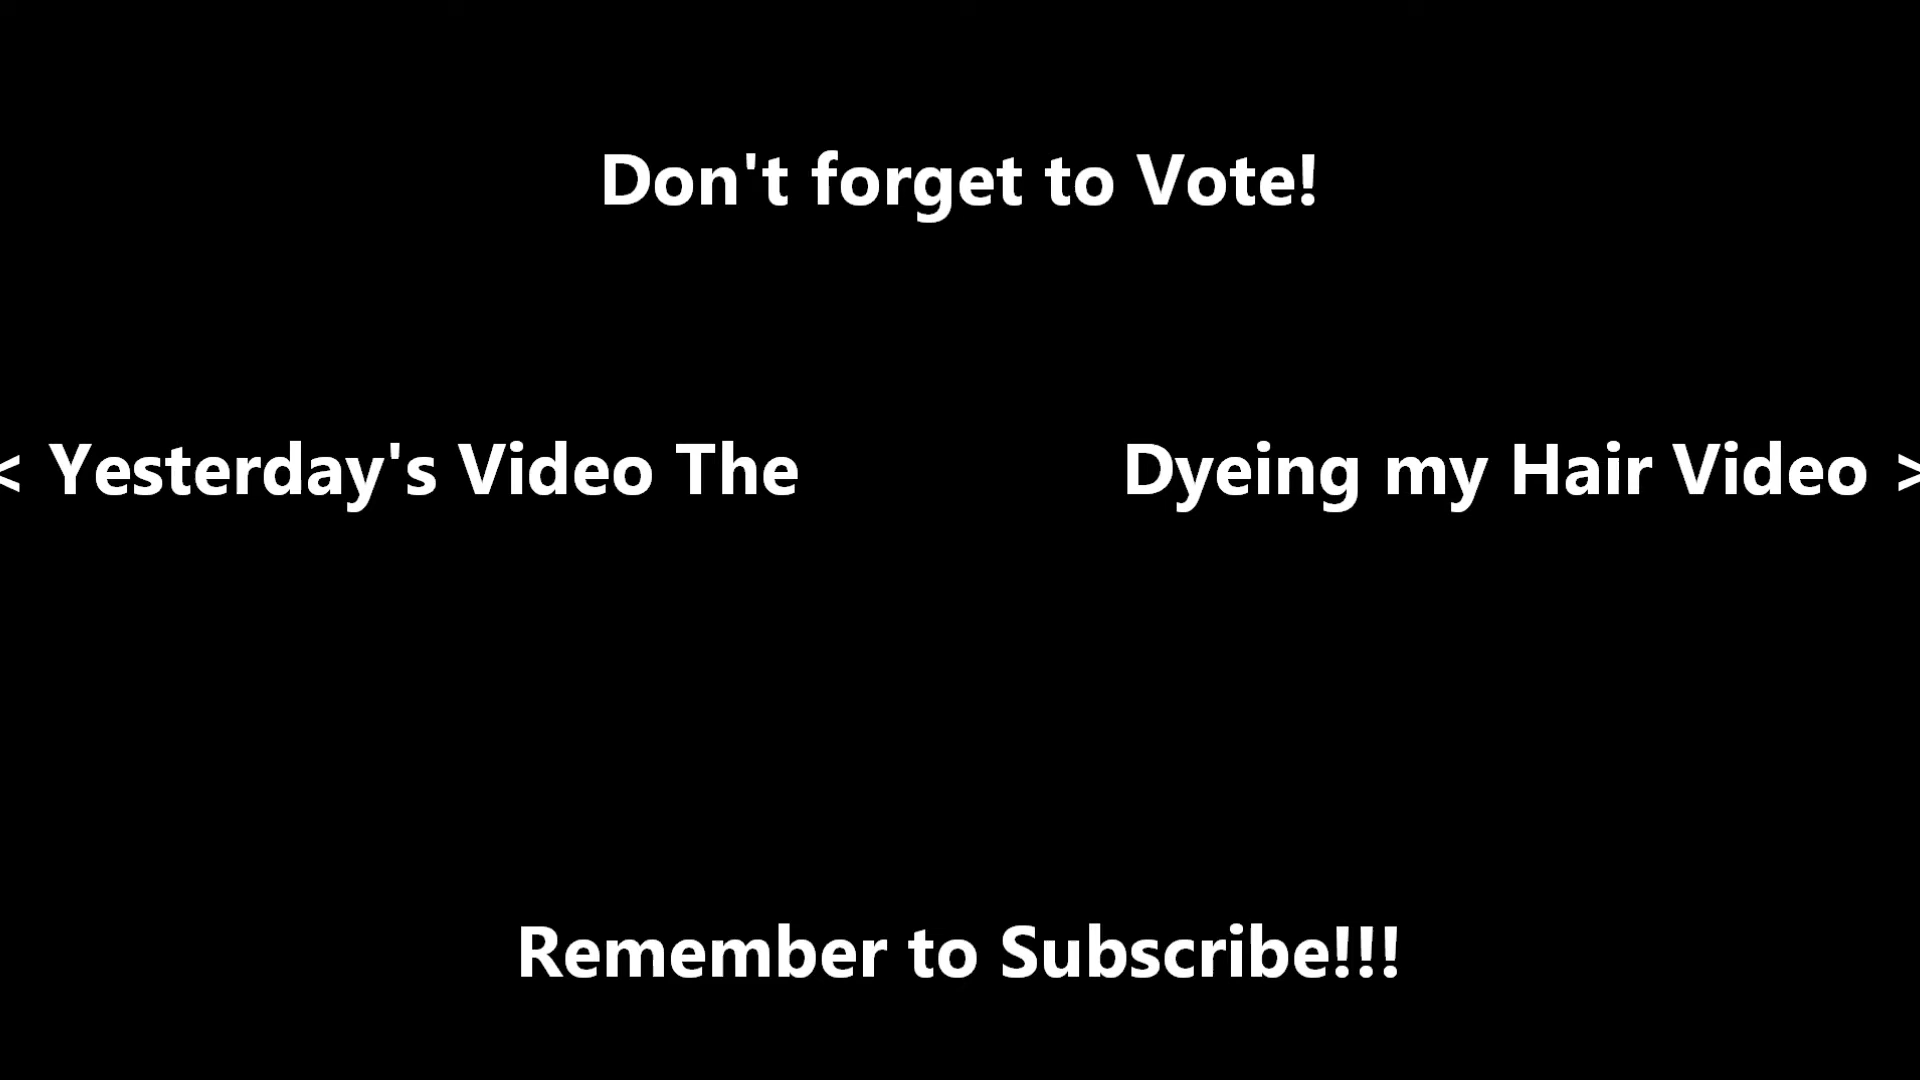 Don't forget to Vote!
< Yesterday's Video The Dyeing my Hair Video >
Remember to Subscribe!!!